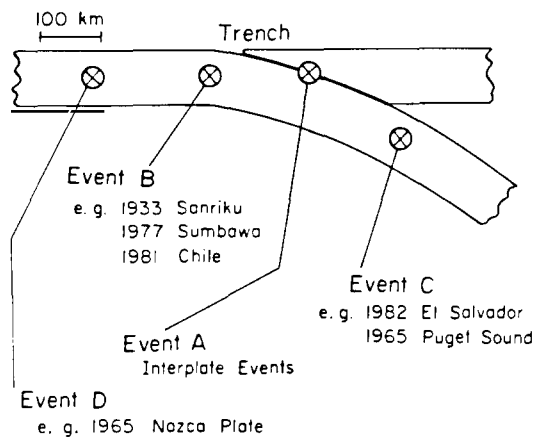 100 km
Trench
Event B
e. g. 1933 Sanriku
1977 Sumbawa
1981 Chile
Event C
e. g. 1982 El Salvador
1965 Puget Sound
Event A
Interplate Events
Event D
e. g. 1965 Nazca Plate